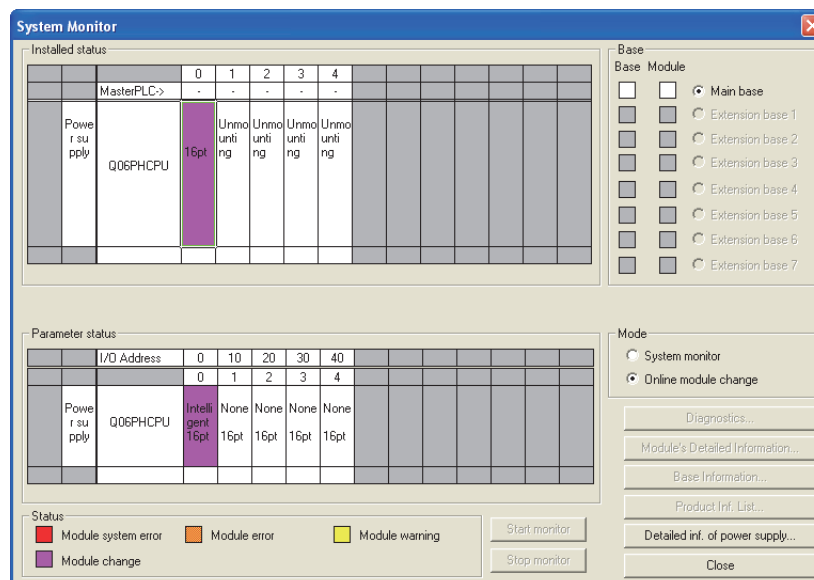 System Monitor
Installed status
0 1 2 3 4
MasterPLC-> - - - - -
Powe
r su
pply
Q06PHCPU
16pt
Unmo
unti
ng
Unmo
unti
ng
Unmo
unti
ng
Unmo
unti
ng
Base
Base Module
Main base
Extension base 1
Extension base 2
Extension base 3
Extension base 4
Extension base 5
Extension base 6
Extension base 7
Parameter status
I/O Address 0 10 20 30 40
0 1 2 3 4
Powe
r su
pply
Q06PHCPU
Intelli
gent
16pt
None
16pt
None
16pt
None
16pt
None
16pt
Mode
System monitor
Online module change
Diagnostics...
Module's Detailed Information...
Base Information...
Product Inf. List...
Detailed inf. of power supply...
Close
Status
Module system error
Module error
Module warning
Module change
Start monitor
Stop monitor